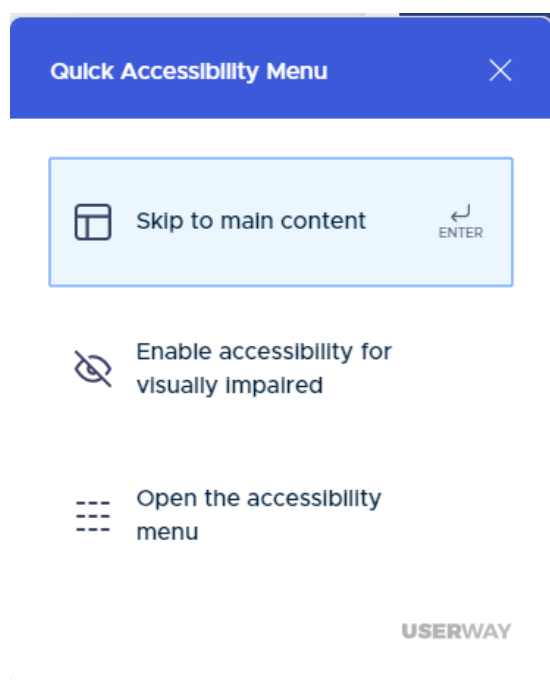 Quick Accessibility Menu
Skip to main content
ENTER
Enable accessibility for
visually impaired
Open the accessibility
menu
USERWAY